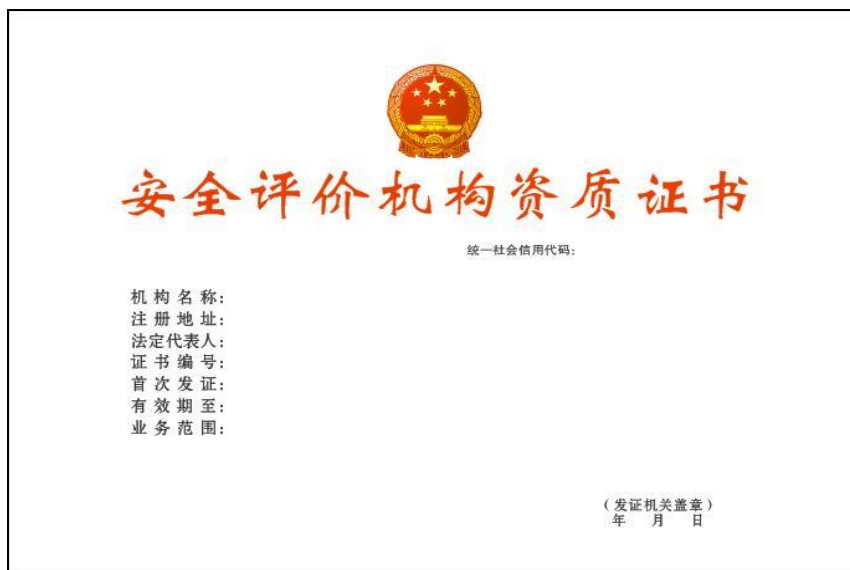 安全评价机构资质证书
统一社会信用代码：
机构名称：
注册地址：
法定代表人：
证书编号：
首次发证：
有效期至：
业务范围：
（发证机关盖章）
年 月 日